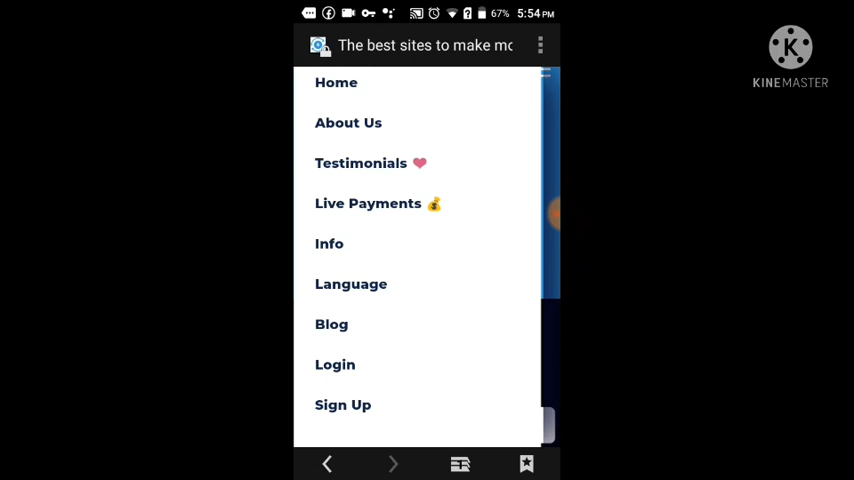 67% 5:54 PM
The best sites to make mo
KINEMASTER
Home
About Us
Testimonials ❤
Live Payments 💰
Info
Language
Blog
Login
Sign Up